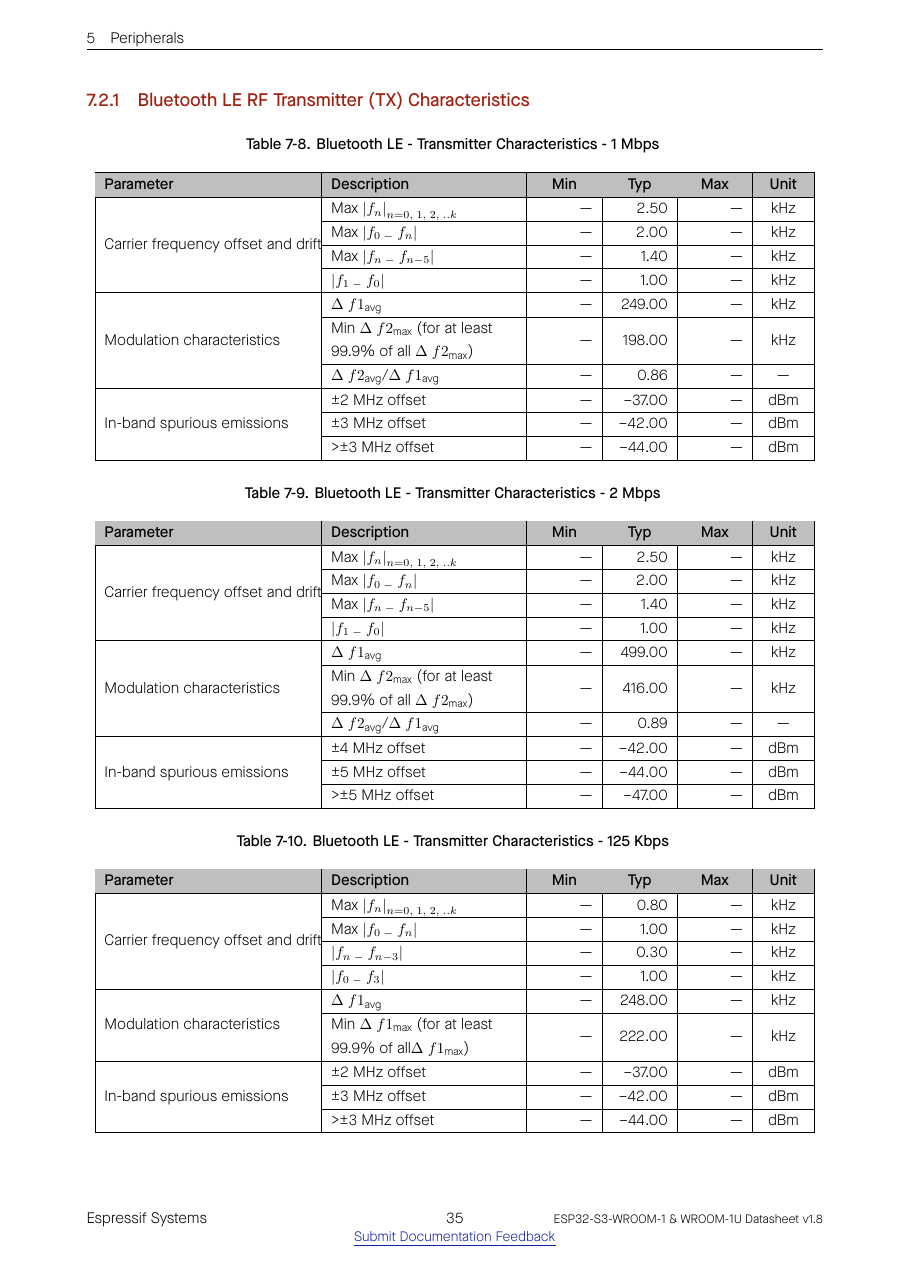 5 Peripherals
7.2.1 Bluetooth LE RF Transmitter (TX) Characteristics
Table 7-8. Bluetooth LE - Transmitter Characteristics - 1 Mbps
Parameter Description Min Typ Max Unit
Carrier frequency offset and drift
Max |fn|n=0, 1, 2, ..k — 2.50 — kHz
Max |f0 − fn| — 2.00 — kHz
Max |fn − fn−5| — 1.40 — kHz
|f1 − f0| — 1.00 — kHz
Modulation characteristics
Δ f1avg — 249.00 — kHz
Min Δ f2max (for at least
99.9% of all Δ f2max) — 198.00 — kHz
Δ f2avg/Δ f1avg — 0.86 — —
In-band spurious emissions
±2 MHz offset — –37.00 — dBm
±3 MHz offset — –42.00 — dBm
>±3 MHz offset — –44.00 — dBm
Table 7-9. Bluetooth LE - Transmitter Characteristics - 2 Mbps
Parameter Description Min Typ Max Unit
Carrier frequency offset and drift
Max |fn|n=0, 1, 2, ..k — 2.50 — kHz
Max |f0 − fn| — 2.00 — kHz
Max |fn − fn−5| — 1.40 — kHz
|f1 − f0| — 1.00 — kHz
Modulation characteristics
Δ f1avg — 499.00 — kHz
Min Δ f2max (for at least
99.9% of all Δ f2max) — 416.00 — kHz
Δ f2avg/Δ f1avg — 0.89 — —
In-band spurious emissions
±4 MHz offset — –42.00 — dBm
±5 MHz offset — –44.00 — dBm
>±5 MHz offset — –47.00 — dBm
Table 7-10. Bluetooth LE - Transmitter Characteristics - 125 Kbps
Parameter Description Min Typ Max Unit
Carrier frequency offset and drift
Max |fn|n=0, 1, 2, ..k — 0.80 — kHz
Max |f0 − fn| — 1.00 — kHz
|fn − fn−3| — 0.30 — kHz
|f0 − f3| — 1.00 — kHz
Modulation characteristics
Δ f1avg — 248.00 — kHz
Min Δ f1max (for at least
99.9% of allΔ f1max) — 222.00 — kHz
In-band spurious emissions
±2 MHz offset — –37.00 — dBm
±3 MHz offset — –42.00 — dBm
>±3 MHz offset — –44.00 — dBm
Espressif Systems 35 ESP32-S3-WROOM-1 & WROOM-1U Datasheet v1.8
Submit Documentation Feedback